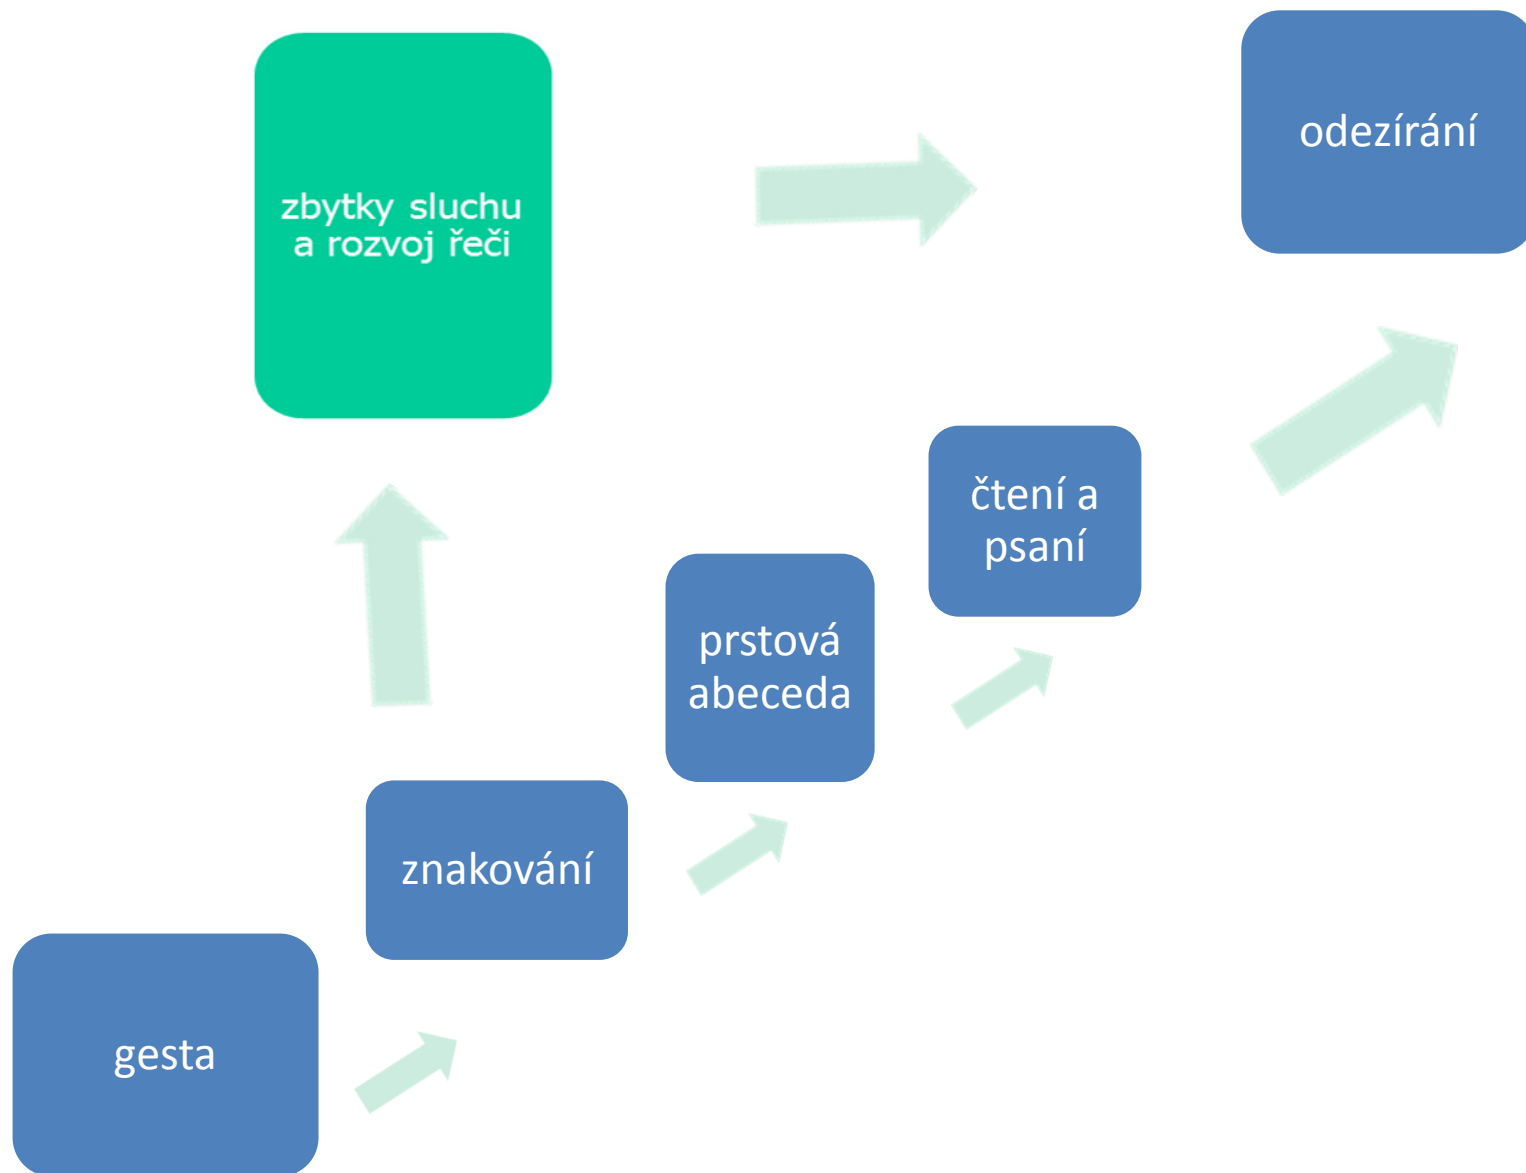 odezírání
zbytky sluchu
a rozvoj řeči
čtení a
psaní
prstová
abeceda
znakování
gesta